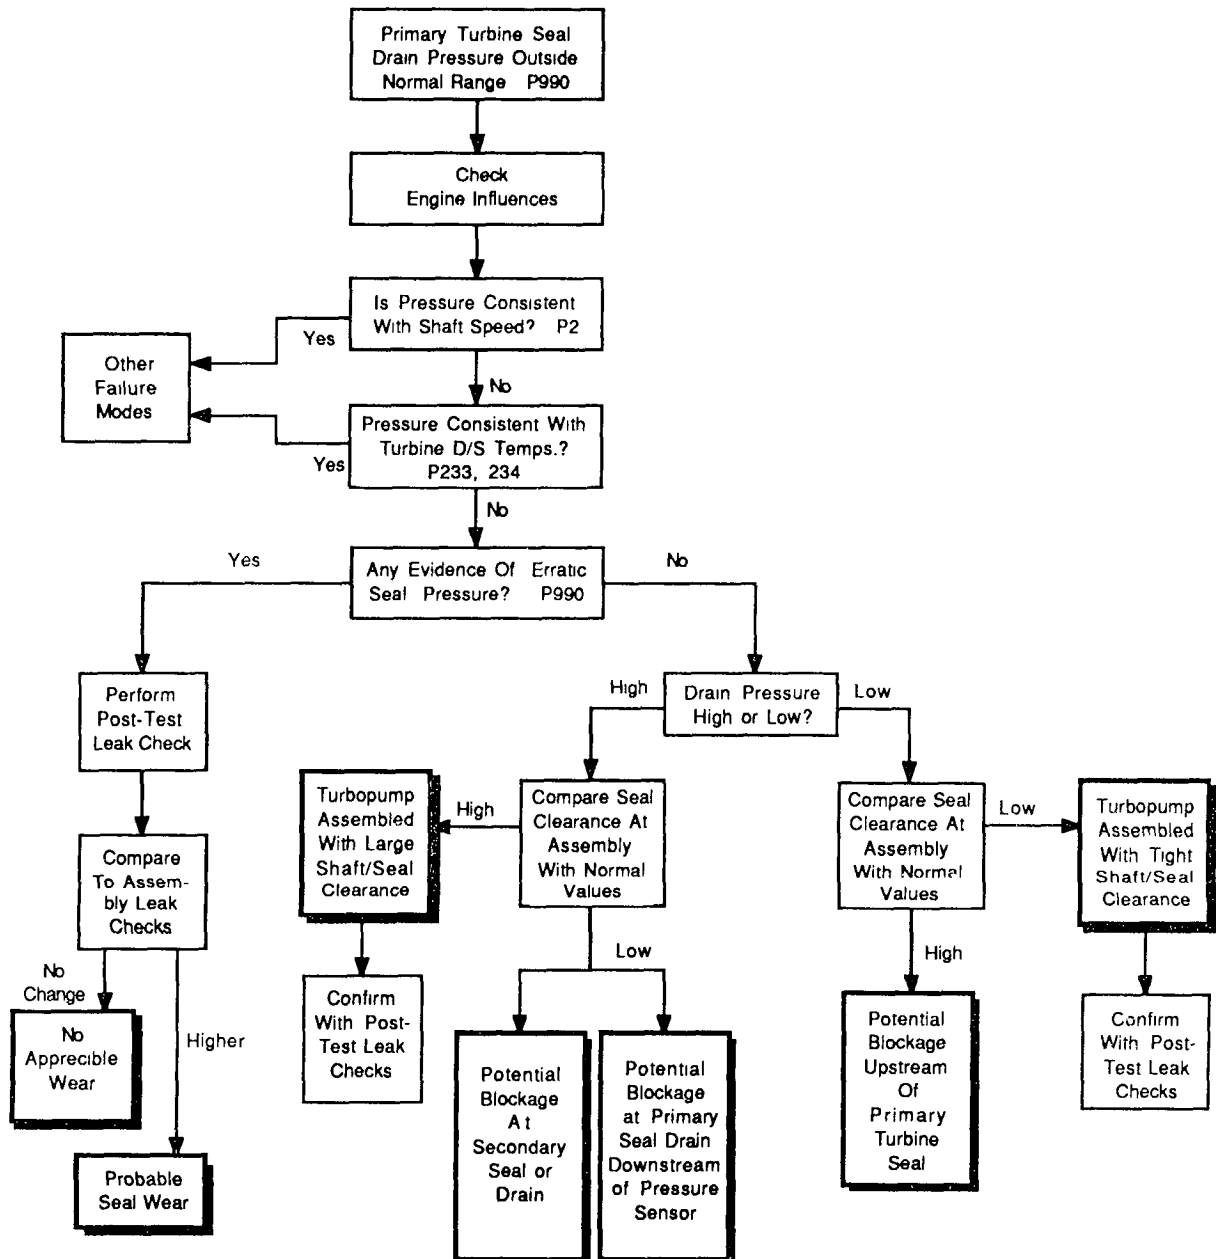 Primary Turbine Seal
Drain Pressure Outside
Normal Range P990
Check
Engine Influences
Is Pressure Consistent
With Shaft Speed? P2
Yes
No
Other
Failure
Modes
Pressure Consistent With
Turbine D/S Temps.?
P233, 234
Yes
No
Any Evidence Of Erratic
Seal Pressure? P990
Yes
No
Perform
Post-Test
Leak Check
Drain Pressure
High or Low?
High
Low
Compare
To Assem-
bly Leak
Checks
Turbopump
Assembled
With Large
Shaft/Seal
Clearance
High
Compare Seal
Clearance At
Assembly
With Normal
Values
Compare Seal
Clearance At
Assembly
With Normal
Values
Low
Turbopump
Assembled
With Tight
Shaft/Seal
Clearance
No
Change
Higher
No
Apprecible
Wear
Probable
Seal Wear
Confirm
With Post-
Test Leak
Checks
Low
Potential
Blockage
At
Secondary
Seal or
Drain
Potential
Blockage
at Primary
Seal Drain
Downstream
of Pressure
Sensor
High
Potential
Blockage
Upstream
Of
Primary
Turbine
Seal
Confirm
With Post-
Test Leak
Checks